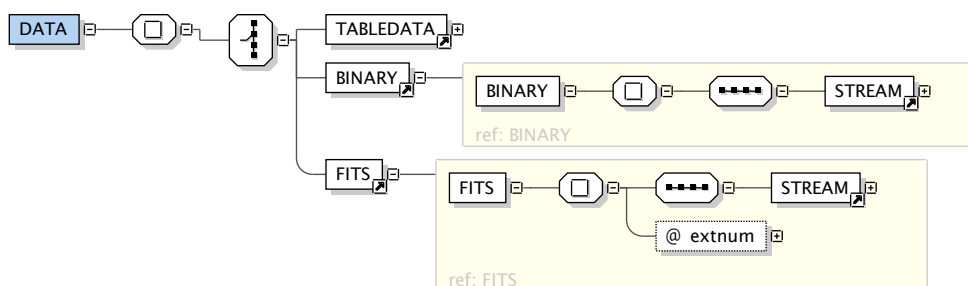 DATA
TABLEDATA
BINARY
BINARY
STREAM
ref: BINARY
FITS
FITS
STREAM
@ extnum
ref: FITS